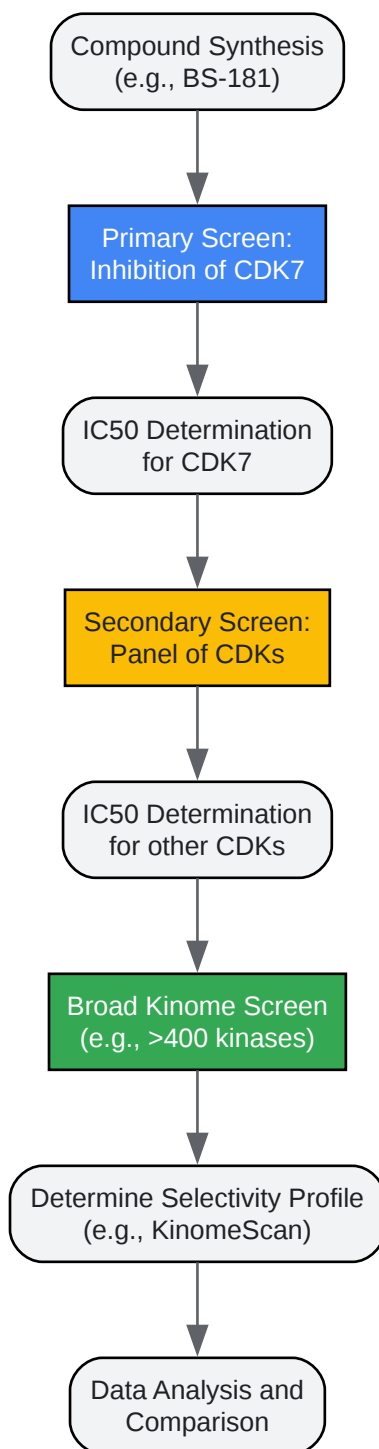 Compound Synthesis
(e.g., BS-181)
Primary Screen:
Inhibition of CDK7
IC50 Determination
for CDK7
Secondary Screen:
Panel of CDKs
IC50 Determination
for other CDKs
Broad Kinome Screen
(e.g., >400 kinases)
Determine Selectivity Profile
(e.g., KinomeScan)
Data Analysis and
Comparison